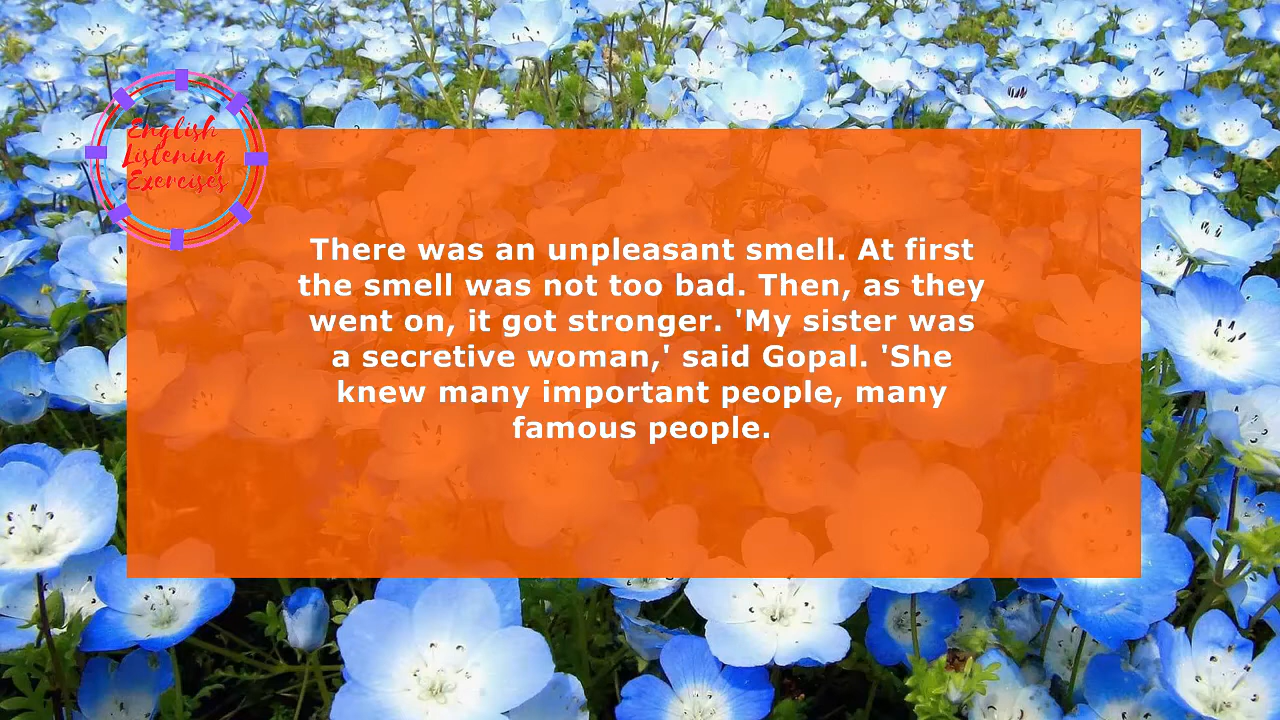 English
Listening
Exercises
There was an unpleasant smell. At first
the smell was not too bad. Then, as they
went on, it got stronger. 'My sister was
a secretive woman,' said Gopal. 'She
knew many important people, many
famous people.